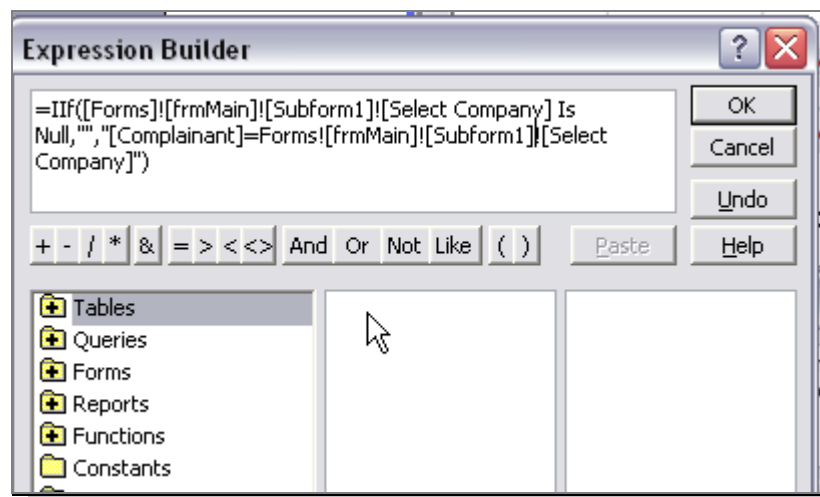 Expression Builder
=IIf([Forms]![frmMain]![Subform1]![Select Company] Is
Null,"","[Complainant]=Forms![frmMain]![Subform1]![Select
Company]")
OK
Cancel
Undo
+ - / * & = > < <> And Or Not Like ( ) Paste Help
Tables
Queries
Forms
Reports
Functions
Constants